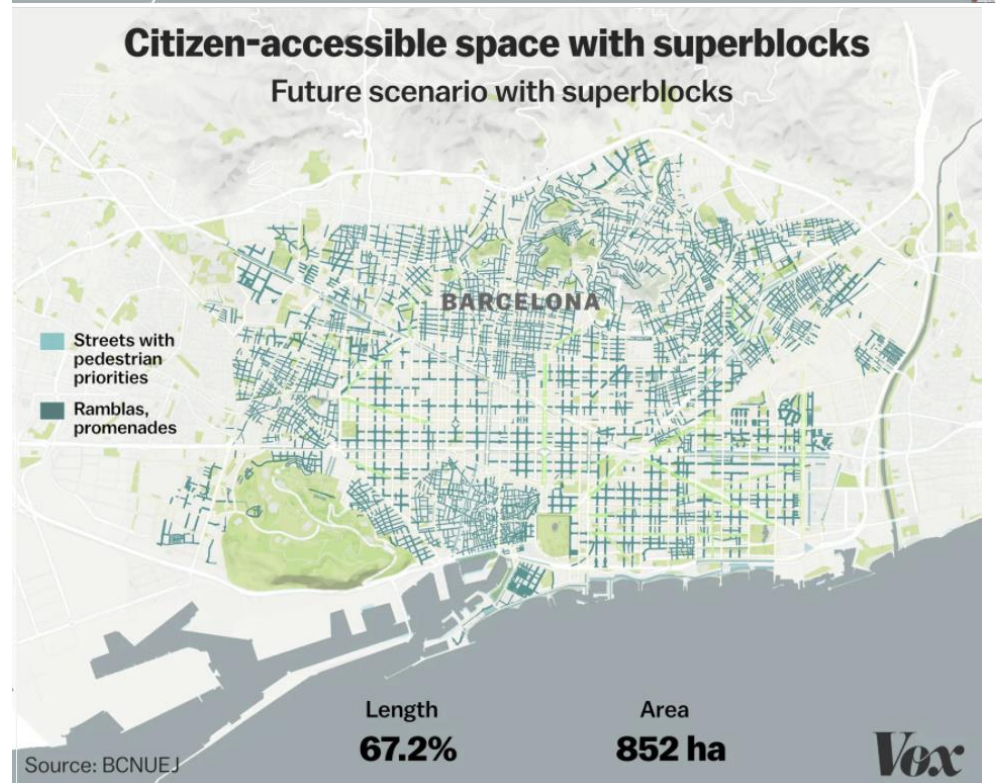 Citizen-accessible space with superblocks
Future scenario with superblocks
BARCELONA
Streets with
pedestrian
priorities
Ramblas,
promenades
Length
67.2%
Area
852 ha
Source: BCNUEJ
Vox